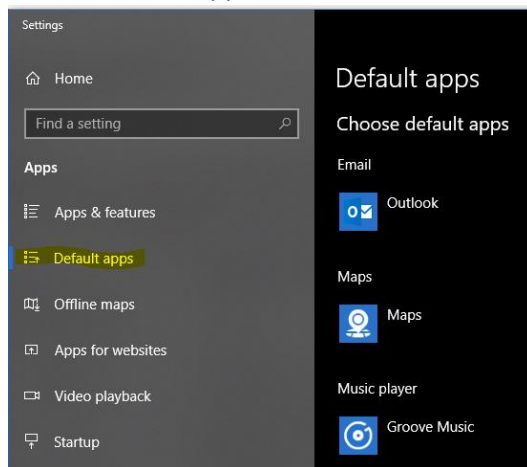 Settings
Home
Find a setting
Apps
Apps & features
Default apps
Offline maps
Apps for websites
Video playback
Startup
Default apps
Choose default apps
Email
Outlook
Maps
Maps
Music player
Groove Music